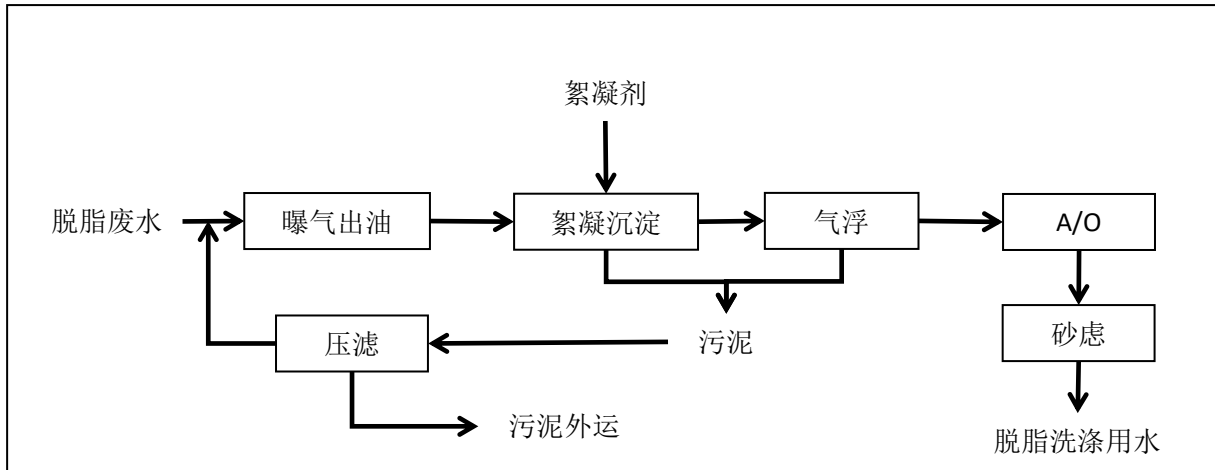 絮凝剂
脱脂废水
曝气出油
絮凝沉淀
气浮
A/O
压滤
污泥
砂虑
污泥外运
脱脂洗涤用水